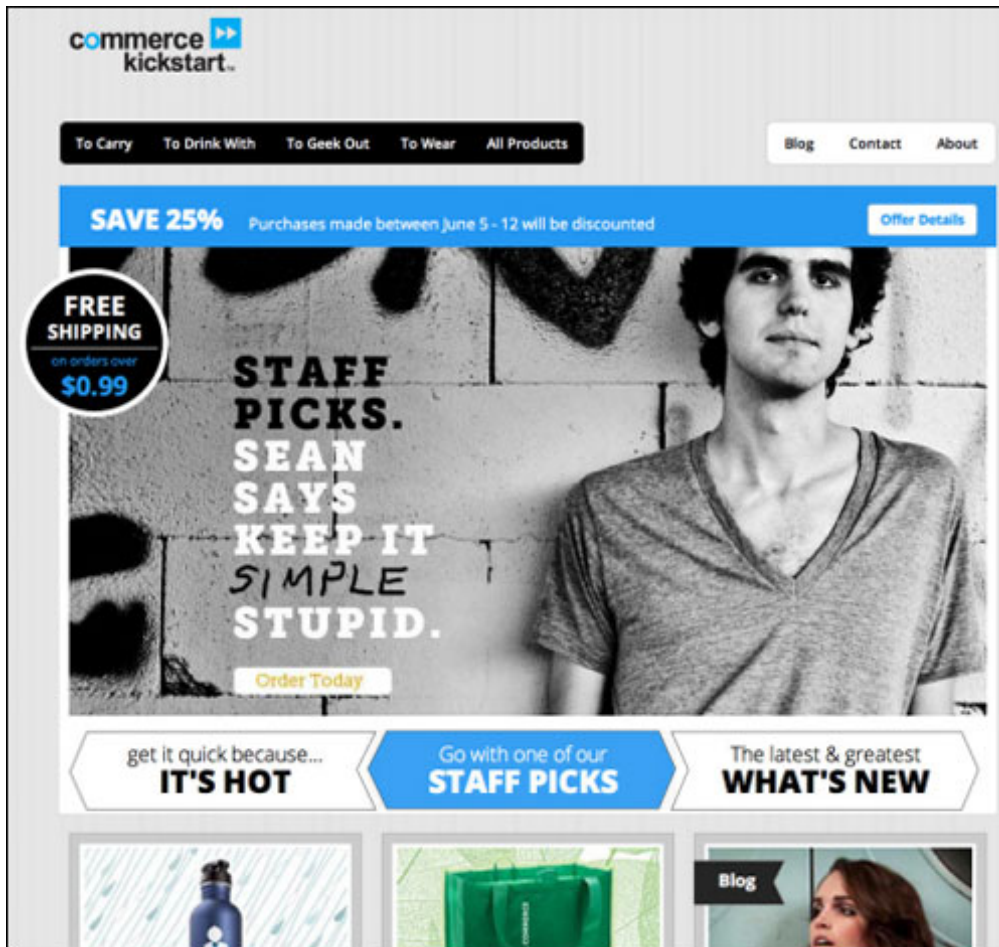 commerce
kickstart™
To Carry To Drink With To Geek Out To Wear All Products
Blog Contact About
SAVE 25% Purchases made between June 5 - 12 will be discounted
Offer Details
FREE
SHIPPING
on orders over
$0.99
STAFF
PICKS.
SEAN
SAYS
KEEP IT
SIMPLE
STUPID.
Order Today
get it quick because...
IT'S HOT
Go with one of our
STAFF PICKS
The latest & greatest
WHAT'S NEW
COMMERCE
Blog